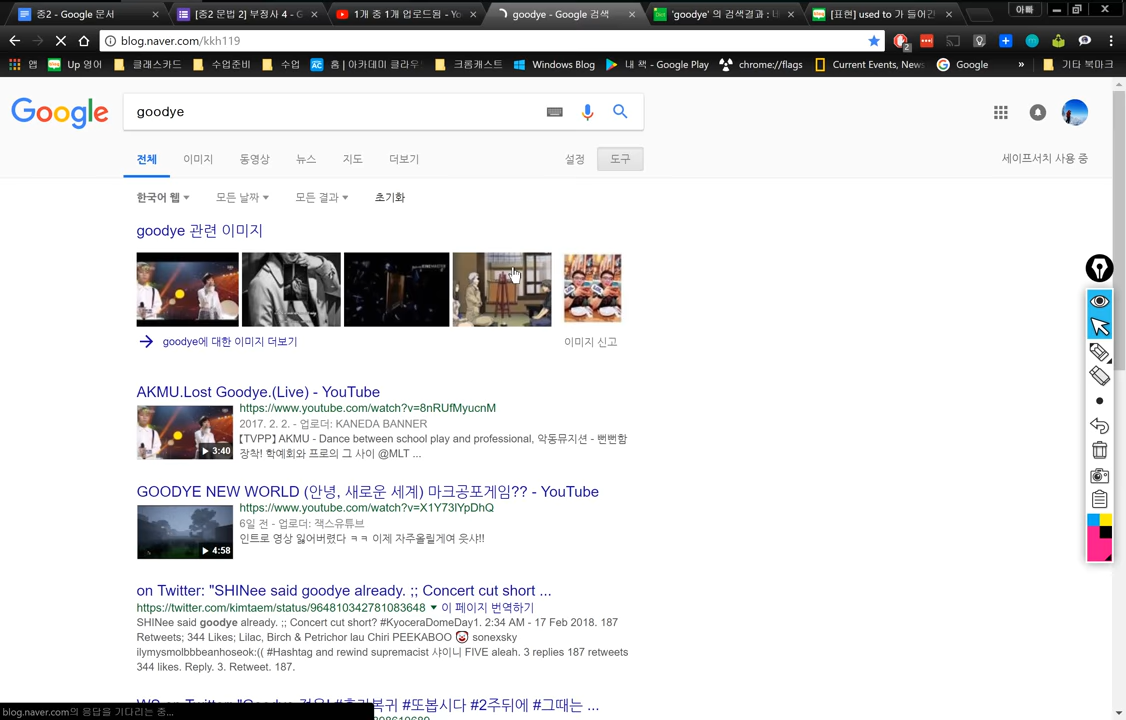 중2 - Google 문서
[중2 문법 2] 부정사 4 - G
1개 중 1개 업로드됨 - Yo
goodye - Google 검색
'goodye' 의 검색결과 : 네
[표현] used to 가 들어간
아빠
blog.naver.com/kkh119
2
앱
Up 영어
클래스카드
수업준비
수업
홈 | 아카데미 클라우
크롬캐스트
Windows Blog
내 책 - Google Play
chrome://flags
Current Events, News
Google
»
기타 북마크
Google
goodye
전체
이미지
동영상
뉴스
지도
더보기
설정
도구
세이프서치 사용 중
한국어 웹
모든 날짜
모든 결과
초기화
goodye 관련 이미지
goodye에 대한 이미지 더보기
이미지 신고
AKMU.Lost Goodye.(Live) - YouTube
https://www.youtube.com/watch?v=8nRUfMyucnM
2017. 2. 2. - 업로더: KANEDA BANNER
【TVPP】AKMU - Dance between school play and professional, 악동뮤지션 - 뻔뻔함
장착! 학예회와 프로의 그 사이 @MLT ...
3:40
GOODYE NEW WORLD (안녕, 새로운 세계) 마크공포게임?? - YouTube
https://www.youtube.com/watch?v=X1Y73lYpDhQ
6일 전 - 업로더: 잭스유튜브
인트로 영상 잃어버렸다 ㅋㅋ 이제 자주올릴게여 읏샤!!
4:58
on Twitter: "SHINee said goodye already. ;; Concert cut short ...
https://twitter.com/kimtaem/status/964810342781083648
이 페이지 번역하기
SHINee said goodye already. ;; Concert cut short? #KyoceraDomeDay1. 2:34 AM - 17 Feb 2018. 187
Retweets; 344 Likes; Lilac, Birch & Petrichor lau Chiri PEEKABOO sonexsky
ilymysmolbbbeanhoseok:(( #Hashtag and rewind supremacist 샤이니 FIVE aleah. 3 replies 187 retweets
344 likes. Reply. 3. Retweet. 187.
#또봅시다 #2주뒤에 #그때는 ...
blog.naver.com의 응답을 기다리는 중...